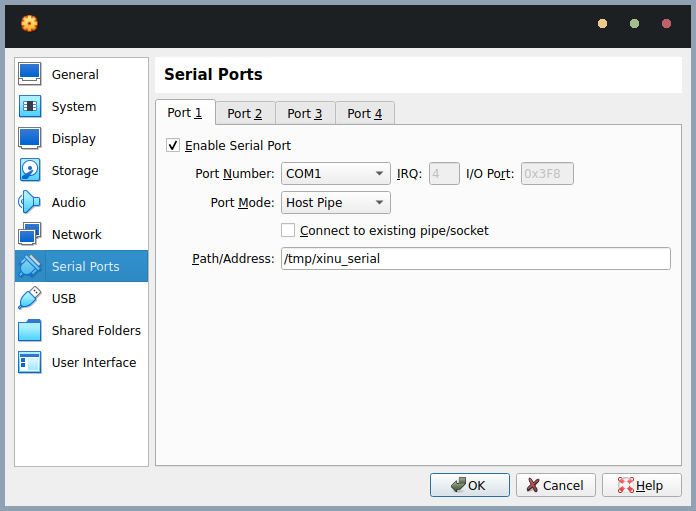 General
System
Display
Storage
Audio
Network
Serial Ports
USB
Shared Folders
User Interface
Serial Ports
Port 1 Port 2 Port 3 Port 4
Enable Serial Port
Port Number: COM1 IRQ: 4 I/O Port: 0x3F8
Port Mode: Host Pipe
Connect to existing pipe/socket
Path/Address: /tmp/xinu_serial
OK Cancel Help